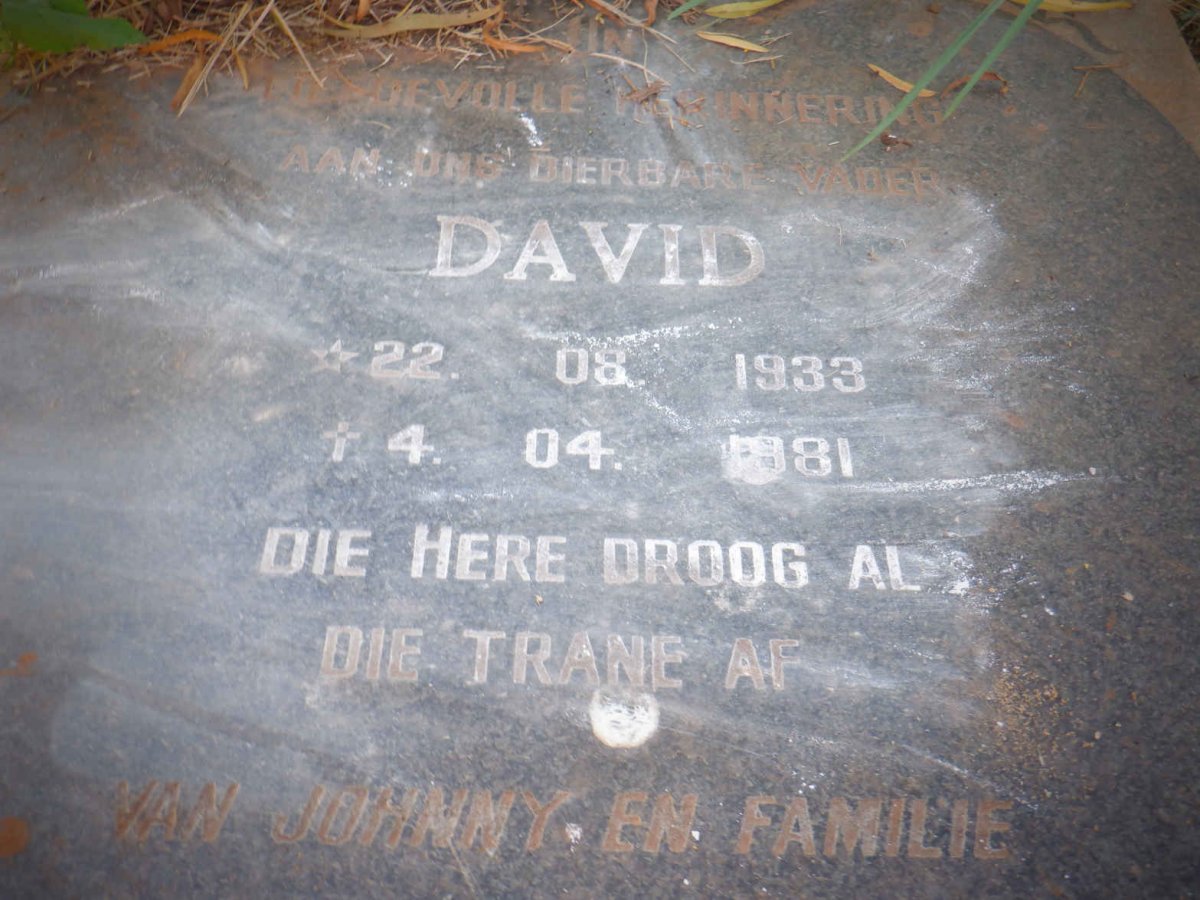 IN
LIEFDEVOLLE HERINNERING
AAN ONS DIERBARE VADER
DAVID
☆ 22. 08. 1933
✝ 4. 04. 1981
DIE HERE DROOG AL
DIE TRANE AF
VAN JOHNNY EN FAMILIE